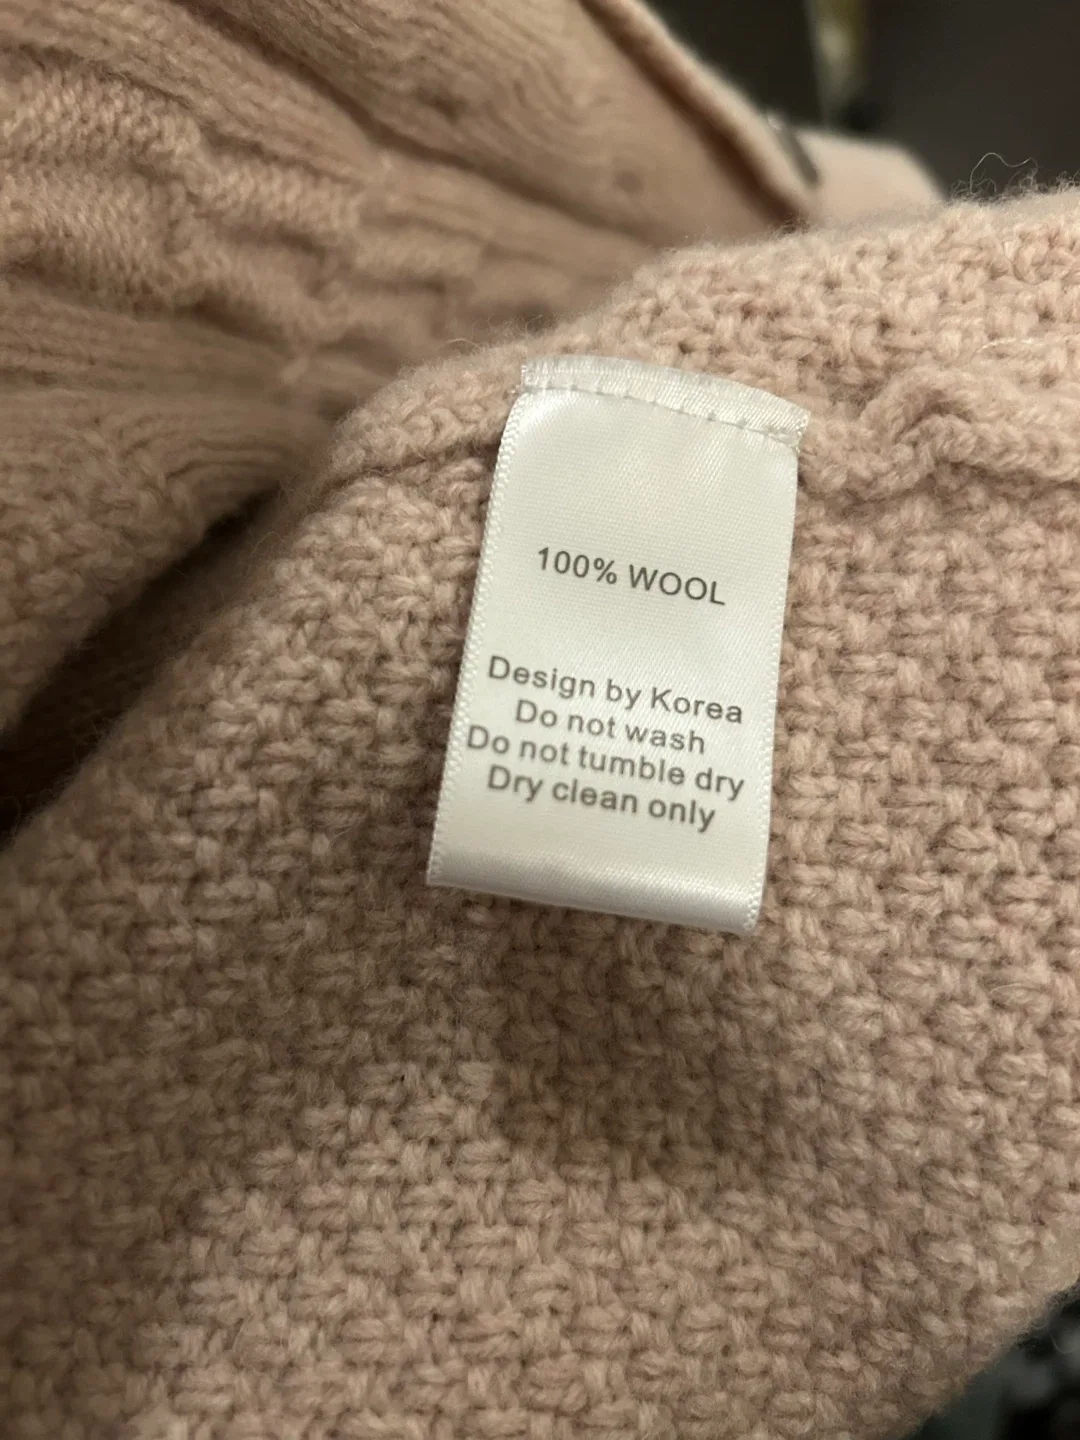 100% WOOL
Design by Korea
Do not wash
Do not tumble dry
Dry clean only